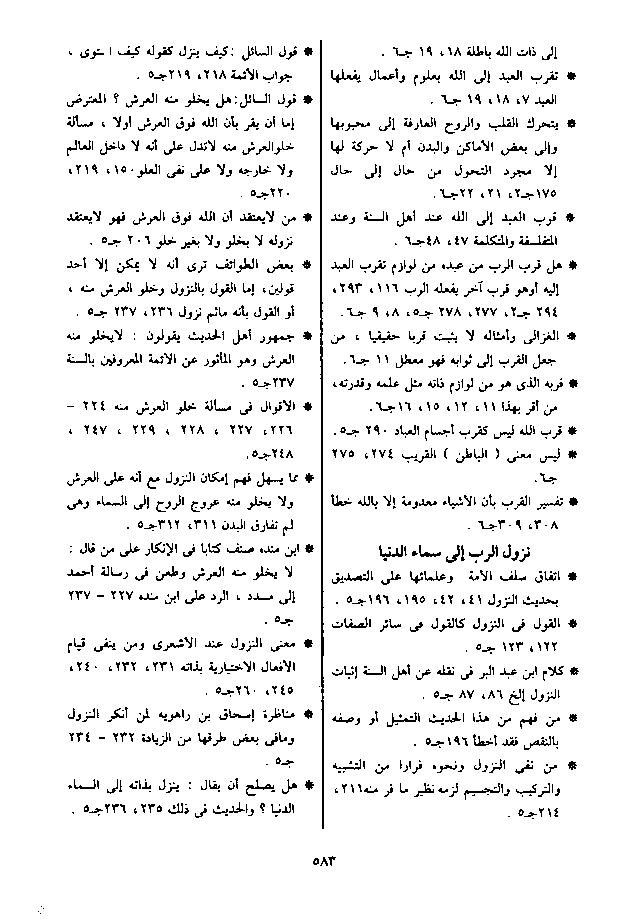 إلى ذات الله باطلة ١٨، ١٩ جـ٦ .
* تقرب العبد إلى الله بعلوم وأعمال يفعلها
العبد ٧، ١٨، ١٩ جـ٦ .
* يتحرك القلب والروح العارفة إلى محبوبها
وإلى بعض الأماكن والبدن أم لا حركة لها
إلا مجرد التحول من حال إلى حال
١٧٥جـ٢، ٢١، ٢٢جـ٦.
* قرب العبد إلى الله عند أهل السنة وعند
المتفلسفة والمتكلمة ٤٧، ٤٨جـ٦ .
* هل قرب الرب من عبده من لوازم تقرب العبد
إليه أوهو قرب آخر يفعله الرب ١١٦، ٢٩٣،
٢٩٤ جـ٢، ٢٧٧، ٢٧٨ جـ٥، ٨، ٩ جـ٦.
* الغزالى وأمثاله لا يثبت قربا حقيقيا ، من
جعل القرب إلى ثوابه فهو معطل ١١ جـ٦.
* قربه الذى هو من لوازم ذاته مثل علمه وقدرته،
من أقر بهذا ١١، ١٢، ١٥، ١٦جـ٦.
* قرب الله ليس كقرب أجسام العباد ٢٩٠ جـ٥.
* ليس معنى ( الباطن ) القريب ٢٧٤، ٢٧٥
جـ٦.
* تفسير القرب بأن الأشياء معدومة إلا بالله خطأ
٣٠٨، ٣٠٩جـ٦ .
نزول الرب إلى سماء الدنيا
* اتفاق سلف الأمة وعلمائها على التصديق
بحديث النزول ٤١، ٤٢، ١٩٥، ١٩٦جـ٥ .
* القول فى النزول كالقول فى سائر الصفات
١٢٢، ١٢٣ جـ٥ .
* كلام ابن عبد البر فى نقله عن أهل السنة إثبات
النزول إلخ ٨٦، ٨٧ جـ٥ .
* من فهم من هذا الحديث التمثيل أو وصفه
بالنقص فقد أخطأ ١٩٦جـ٥ .
* من نفى النزول ونحوه فرارا من التشبيه
والتركيب والتجسيم لزمه نظير ما فر منه٢١١،
٢١٤جـ٥ .
* قول السائل :كيف ينزل كقوله كيف استوى ،
جواب الأئمة ٢١٨، ٢١٩جـ٥ .
* قول السائل:هل يخلو منه العرش ؟ المعترض
إما أن يقر بأن الله فوق العرش أولا ، مسألة
خلوالعرش منه لاتدل على أنه لا داخل العالم
ولا خارجه ولا على نفى العلو١٥٠، ٢١٩،
٢٢٠جـ٥ .
* من لايعتقد أن الله فوق العرش فهو لايعتقد
نزوله لا بخلو ولا بغير خلو ٢٠٦ جـ٥ .
* بعض الطوائف ترى أنه لا يمكن إلا أحد
قولين، إما القول بالنزول وخلو العرش منه ،
أو القول بأنه ماثم نزول ٢٣٦، ٢٣٧ جـ٥ .
* جمهور أهل الحديث يقولون : لايخلو منه
العرش وهو المأثور عن الأئمة المعروفين بالسنة
٢٣٧جـ٥ .
* الأقوال فى مسألة خلو العرش منه ٢٢٤ –
٢٢٦، ٢٢٧ ، ٢٢٨ ، ٢٢٩ ، ٢٤٧ ،
٢٤٨جـ٥.
* مما يسهل فهم إمكان النزول مع أنه على العرش
ولا يخلو منه عروج الروح إلى السماء وهى
لم تفارق البدن ٣١١، ٣١٢جـ٥ .
* ابن منده صنف كتابا فى الإنكار على من قال :
لا يخلو منه العرش وطعن فى رسالة أحمد
إلى مسدد ، الرد على ابن منده ٢٢٧ – ٢٣٧
جـ٥ .
* معنى النزول عند الأشعرى ومن ينفى قيام
الأفعال الاختيارية بذاته ٢٣١، ٢٣٢، ٢٤٠،
٢٤٥، ٢٦٠جـ٥ .
* مناظرة إسحاق بن راهويه لمن أنكر النزول
ومافى بعض طرقها من الزيادة ٢٣٢ – ٢٣٤
جـ٥ .
* هل يصلح أن يقال : ينزل بذاته إلى السماء
الدنيا ؟ والحديث فى ذلك ٢٣٥، ٢٣٦جـ٥ .
٥٨٣